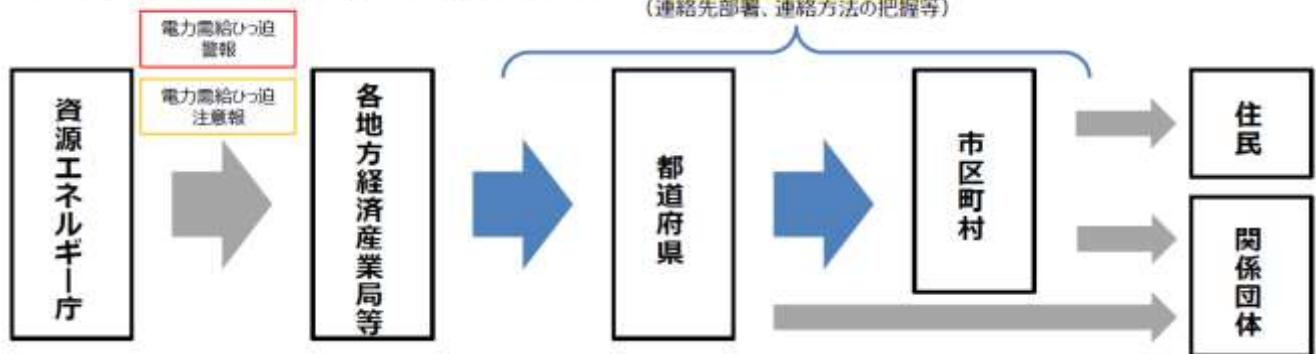 (連絡先部署、連絡方法の把握等)
電力需給ひっ迫
警報
電力需給ひっ迫
注意報
資源エネルギー庁
各地方経済産業局等
都道府県
市区町村
住民
関係団体